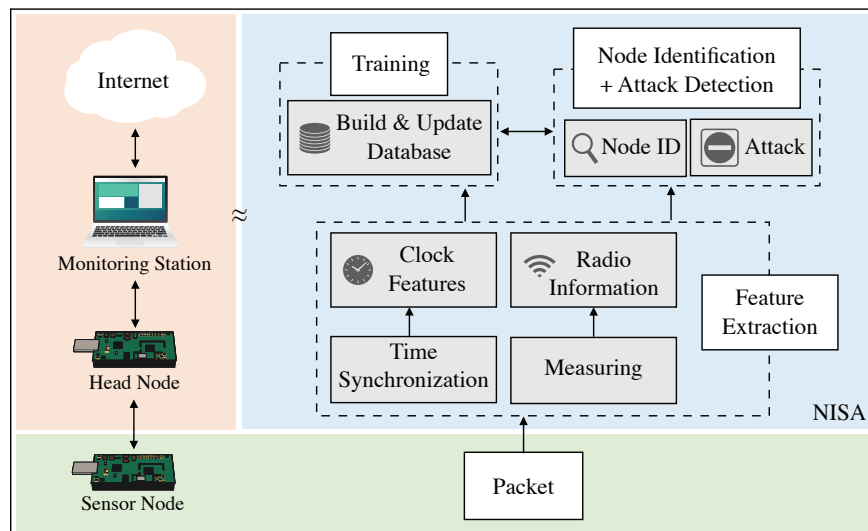 Internet
Monitoring Station
Head Node
Sensor Node
≈
Training
Build & Update
Database
Node Identification
+ Attack Detection
Node ID
Attack
Clock
Features
Radio
Information
Time
Synchronization
Measuring
Feature
Extraction
NISA
Packet